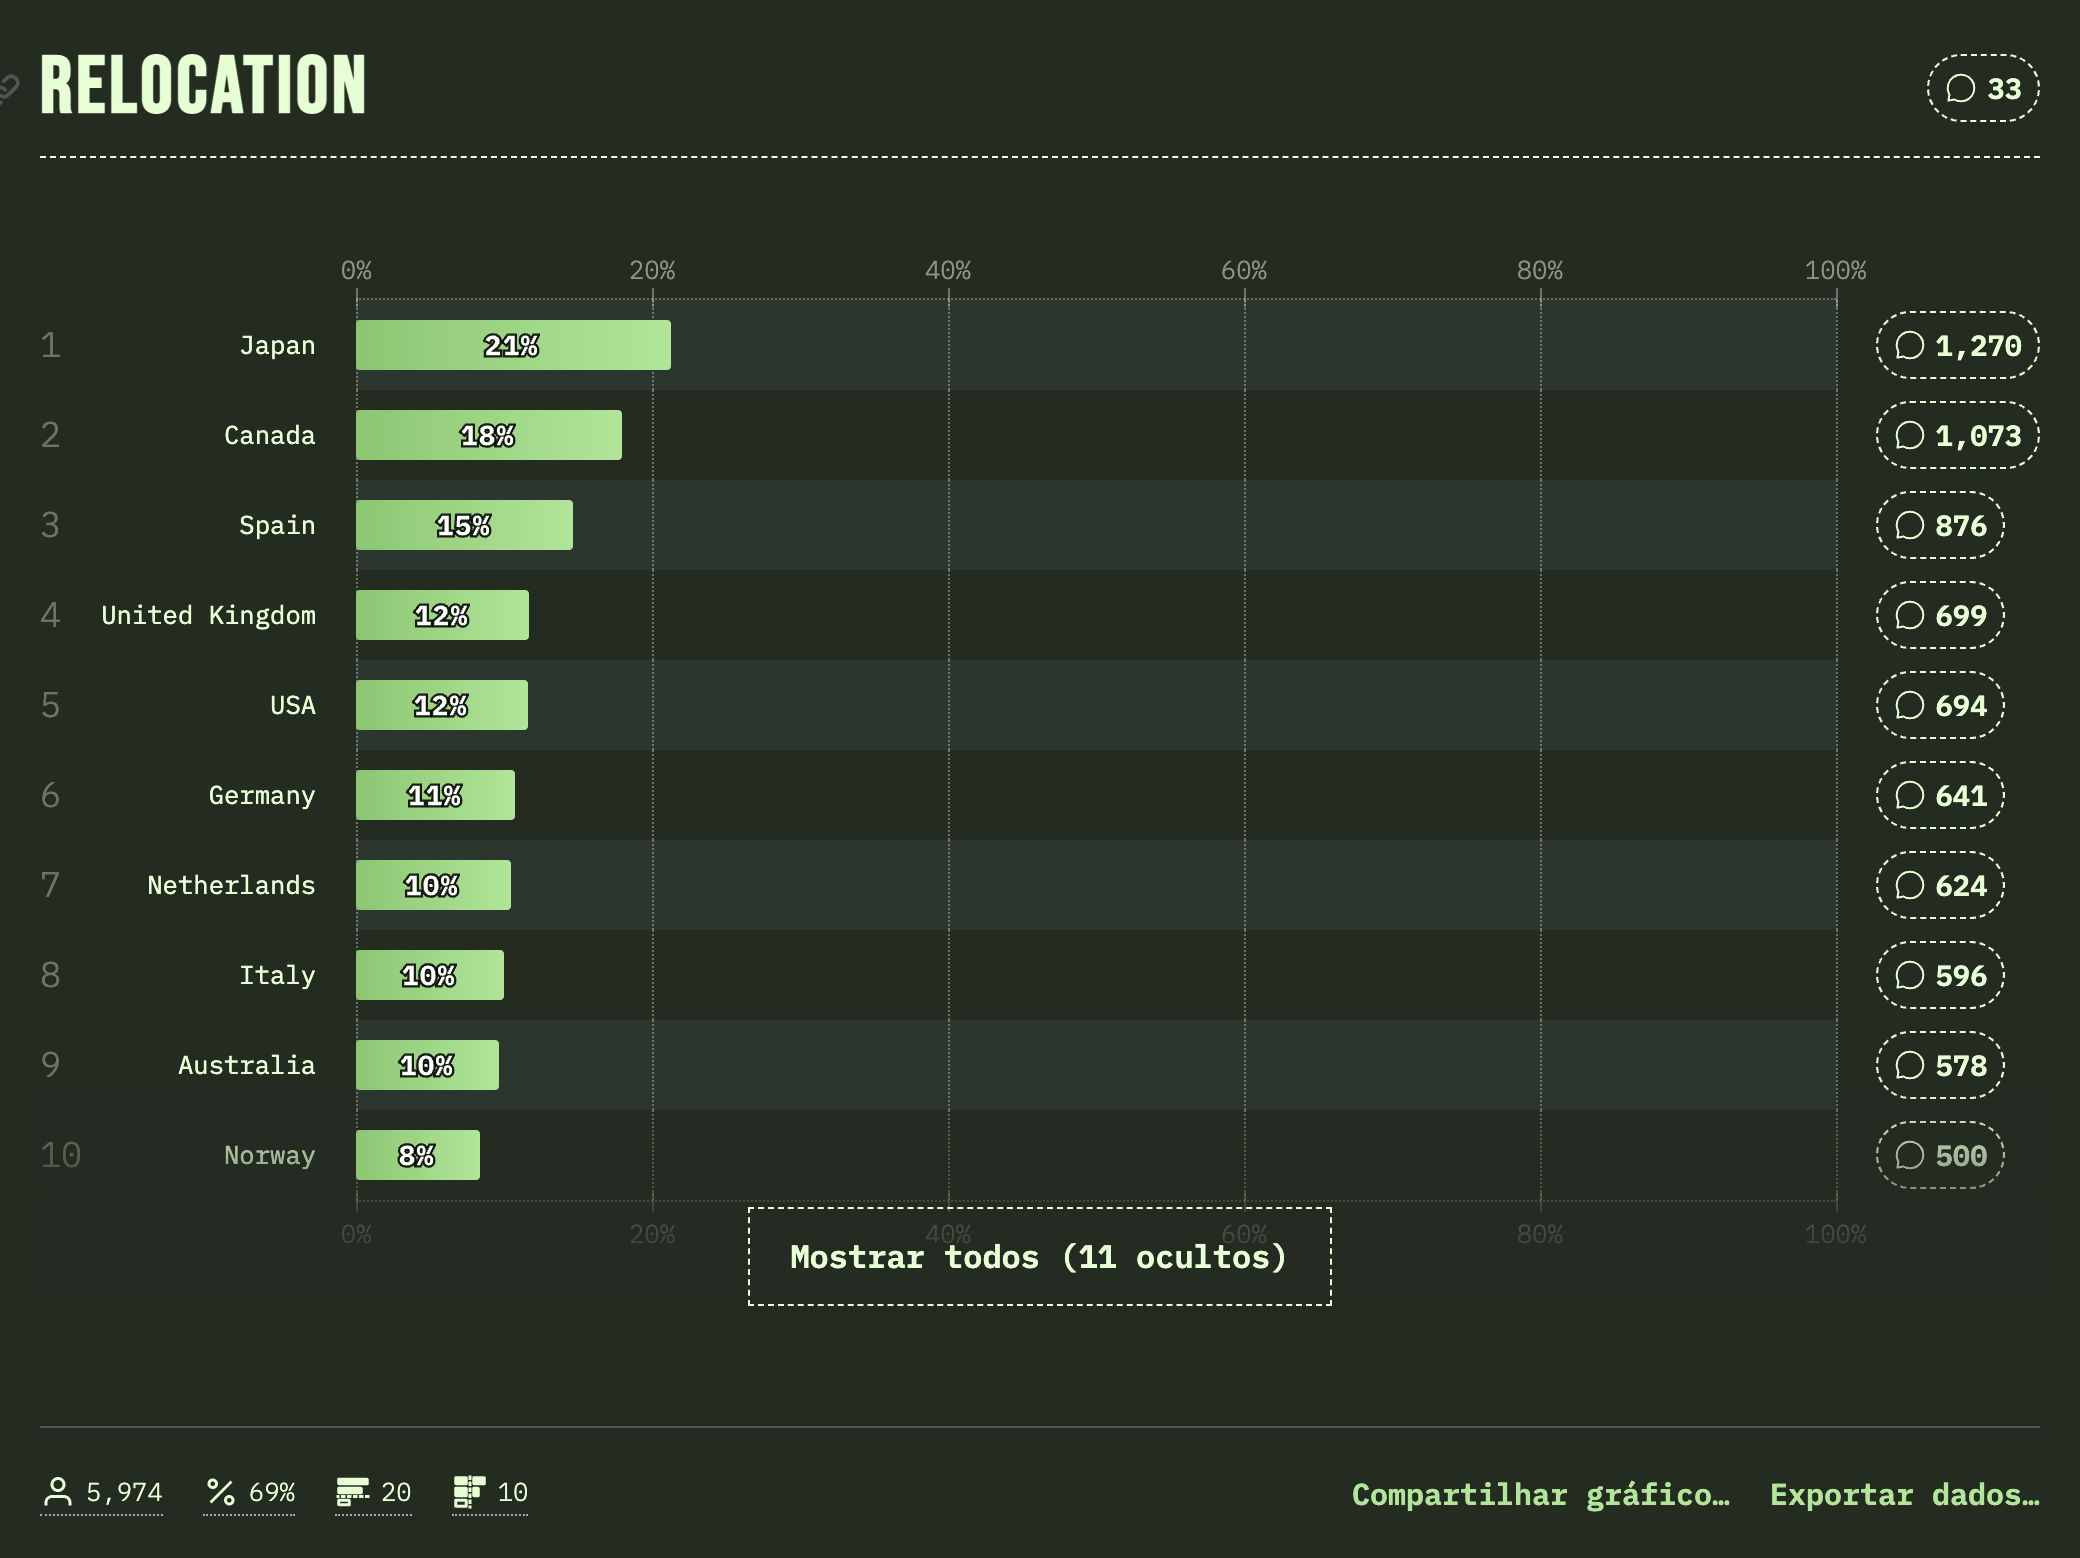 RELOCATION
33
0% 20% 40% 60% 80% 100%
1 Japan 21% 1,270
2 Canada 18% 1,073
3 Spain 15% 876
4 United Kingdom 12% 699
5 USA 12% 694
6 Germany 11% 641
7 Netherlands 10% 624
8 Italy 10% 596
9 Australia 10% 578
10 Norway 8% 500
0% 20% 40% 60% 80% 100%
Mostrar todos (11 ocultos)
5,974 % 69% 20 10 Compartilhar gráfico… Exportar dados…